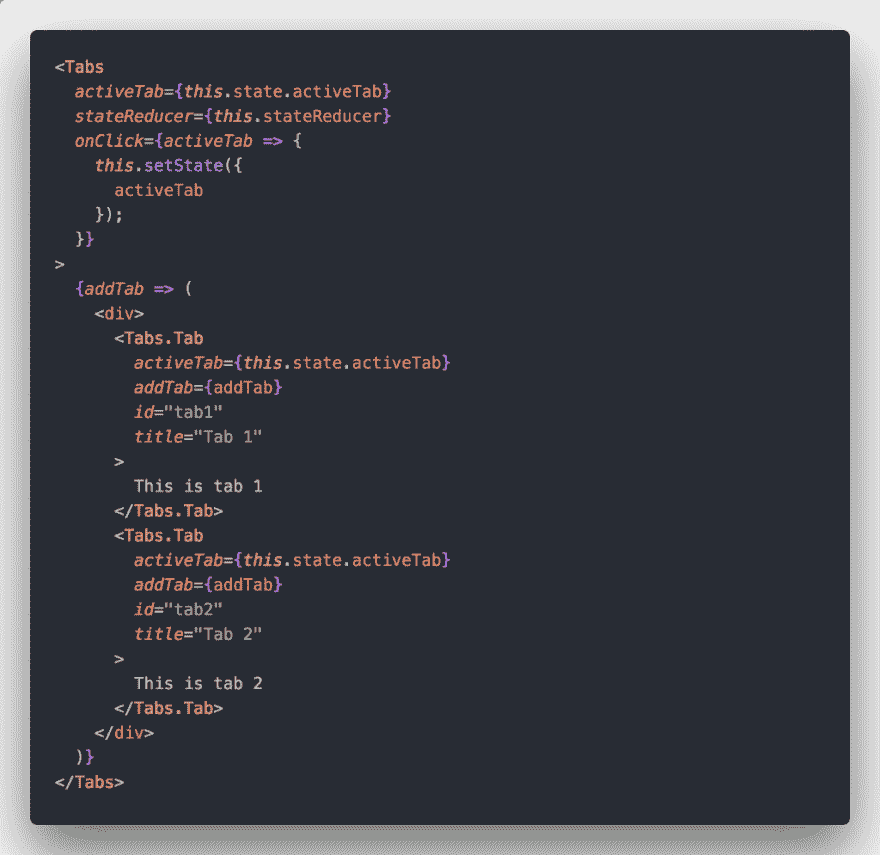 <Tabs
  activeTab={this.state.activeTab}
  stateReducer={this.stateReducer}
  onClick={activeTab => {
    this.setState({
      activeTab
    });
  }}
>
  {addTab => (
    <div>
      <Tabs.Tab
        activeTab={this.state.activeTab}
        addTab={addTab}
        id="tab1"
        title="Tab 1"
      >
        This is tab 1
      </Tabs.Tab>
      <Tabs.Tab
        activeTab={this.state.activeTab}
        addTab={addTab}
        id="tab2"
        title="Tab 2"
      >
        This is tab 2
      </Tabs.Tab>
    </div>
  )}
</Tabs>